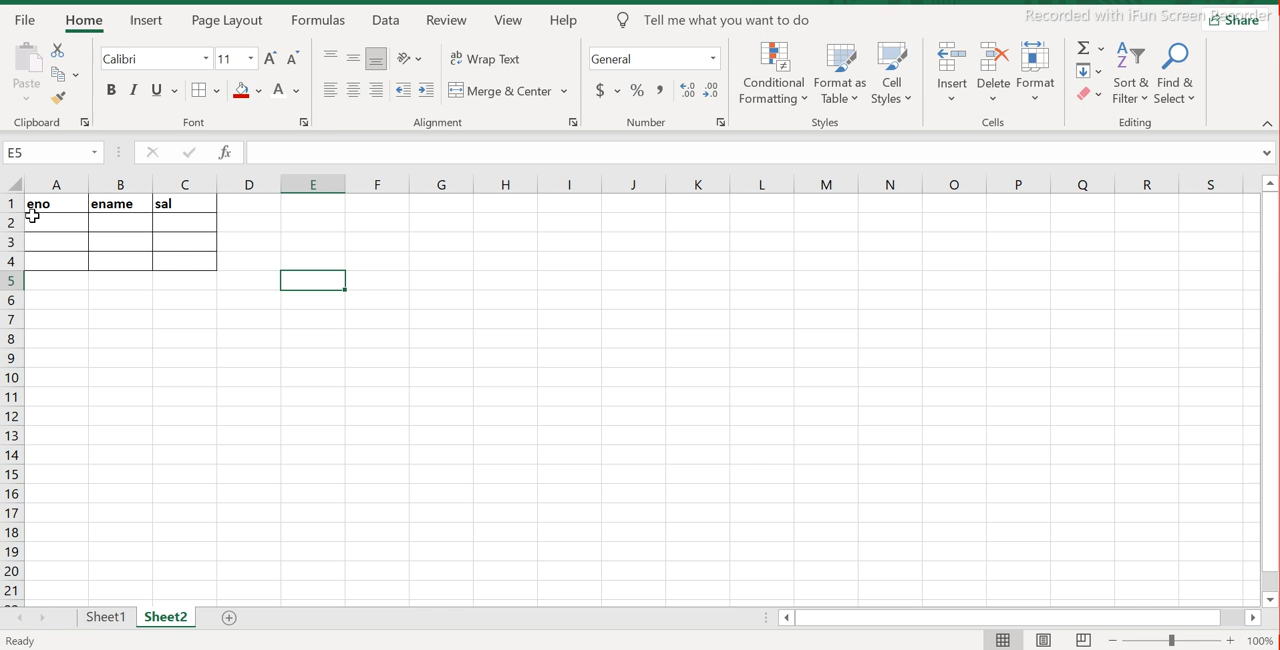 File Home Insert Page Layout Formulas Data Review View Help Tell me what you want to do Share
Recorded with iFun Screen Recorder
Paste
Clipboard
Calibri 11
B I U
Font
Wrap Text
Merge & Center
Alignment
General
$ % , .00
Number
Conditional Formatting
Format as Table
Cell Styles
Styles
Insert Delete Format
Cells
Sort & Filter
Find & Select
Editing
E5 fx
A B C D E F G H I J K L M N O P Q R S
1 eno ename sal
2
3
4
5
6
7
8
9
10
11
12
13
14
15
16
17
18
19
20
21
Sheet1 Sheet2
Ready 100%